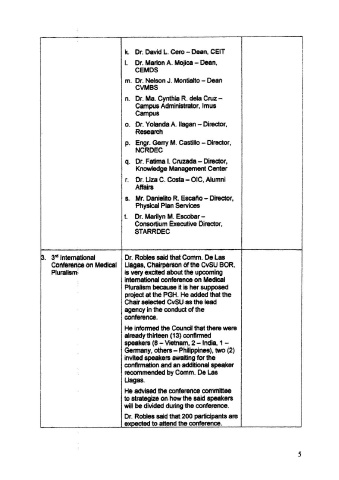 k. Dr. David L. Cero – Dean, CEIT
l. Dr. Marlon A. Mojica – Dean,
CEMDS
m. Dr. Nelson J. Montialto – Dean
CVMBS
n. Dr. Ma. Cynthia R. dela Cruz –
Campus Administrator, Imus
Campus
o. Dr. Yolanda A. Ilagan – Director,
Research
p. Engr. Gerry M. Castillo – Director,
NCRDEC
q. Dr. Fatima I. Cruzada – Director,
Knowledge Management Center
r. Dr. Liza C. Costa – OIC, Alumni
Affairs
s. Mr. Danielito R. Escaño – Director,
Physical Plan Services
t. Dr. Marilyn M. Escobar –
Consortium Executive Director,
STARRDEC
3. 3rd International
Conference on Medical
Pluralism
Dr. Robles said that Comm. De Las
Llagas, Chairperson of the CvSU BOR,
is very excited about the upcoming
international conference on Medical
Pluralism because it is her supposed
project at the PGH. He added that the
Chair selected CvSU as the lead
agency in the conduct of the
conference.
He informed the Council that there were
already thirteen (13) confirmed
speakers (8 – Vietnam, 2 – India, 1 –
Germany, others – Philippines), two (2)
invited speakers awaiting for the
confirmation and an additional speaker
recommended by Comm. De Las
Llagas.
He advised the conference committee
to strategize on how the said speakers
will be divided during the conference.
Dr. Robles said that 200 participants are
expected to attend the conference.
5